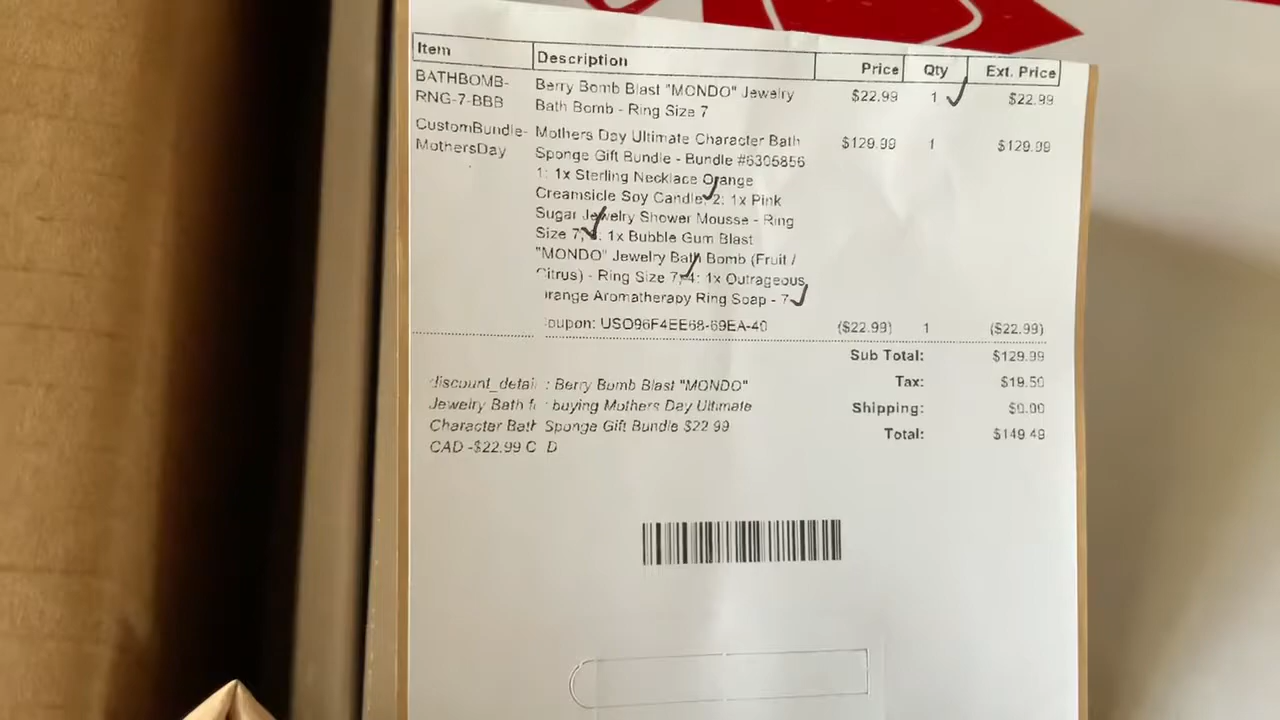 Item Description Price Qty Ext. Price
BATHBOMB- Berry Bomb Blast "MONDO" Jewelry $22.99 1 $22.99
RNG-7-BBB Bath Bomb - Ring Size 7
CustomBundle- Mothers Day Ultimate Character Bath $129.99 1 $129.99
MothersDay Sponge Gift Bundle - Bundle #6305856
1: 1x Sterling Necklace Orange
Creamsicle Soy Candle, 2: 1x Pink
Sugar Jewelry Shower Mousse - Ring
Size 7, : 1x Bubble Gum Blast
"MONDO" Jewelry Bath Bomb (Fruit /
Citrus) - Ring Size 7, 4: 1x Outrageous
range Aromatherapy Ring Soap - 7
oupon: USO96F4EE68-69EA-40 ($22.99) 1 ($22.99)
Sub Total: $129.99
Tax: $19.50
Shipping: $0.00
Total: $149.49
discount_detai : Berry Bomb Blast "MONDO"
Jewelry Bath f buying Mothers Day Ultimate
Character Bath Sponge Gift Bundle $22.99
CAD -$22.99 C D